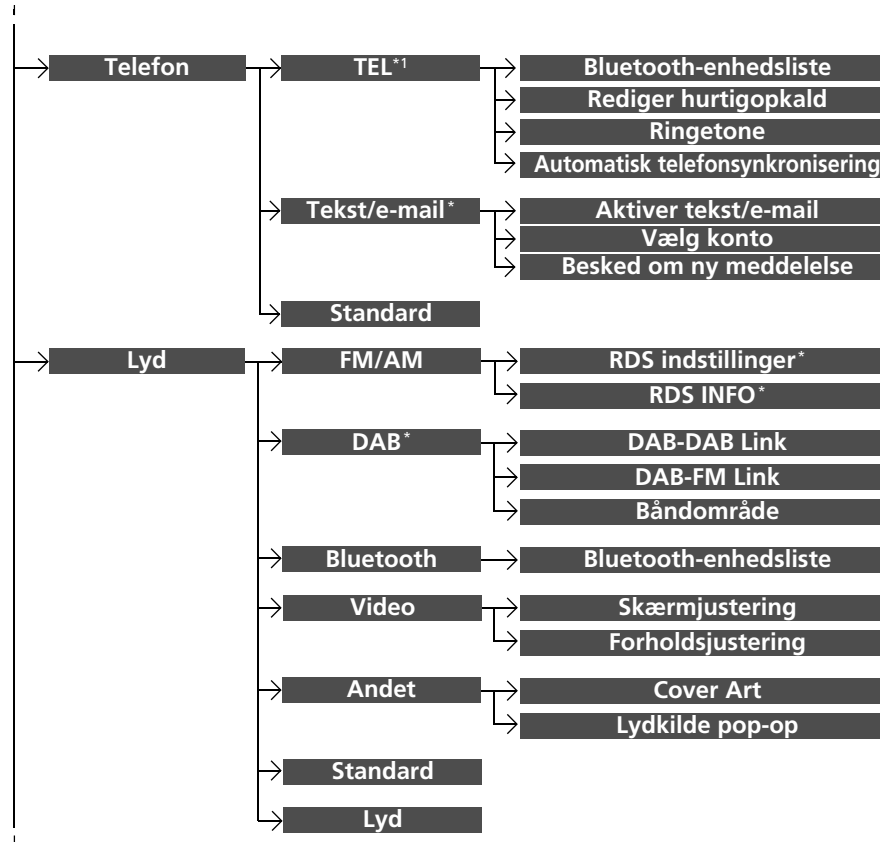 Telefon
TEL*1
Bluetooth-enhedsliste
Rediger hurtigopkald
Ringetone
Automatisk telefonsynkronisering
Tekst/e-mail*
Aktiver tekst/e-mail
Vælg konto
Besked om ny meddelelse
Standard
Lyd
FM/AM
RDS indstillinger*
RDS INFO*
DAB*
DAB-DAB Link
DAB-FM Link
Båndområde
Bluetooth
Bluetooth-enhedsliste
Video
Skærmjustering
Forholdsjustering
Andet
Cover Art
Lydkilde pop-op
Standard
Lyd